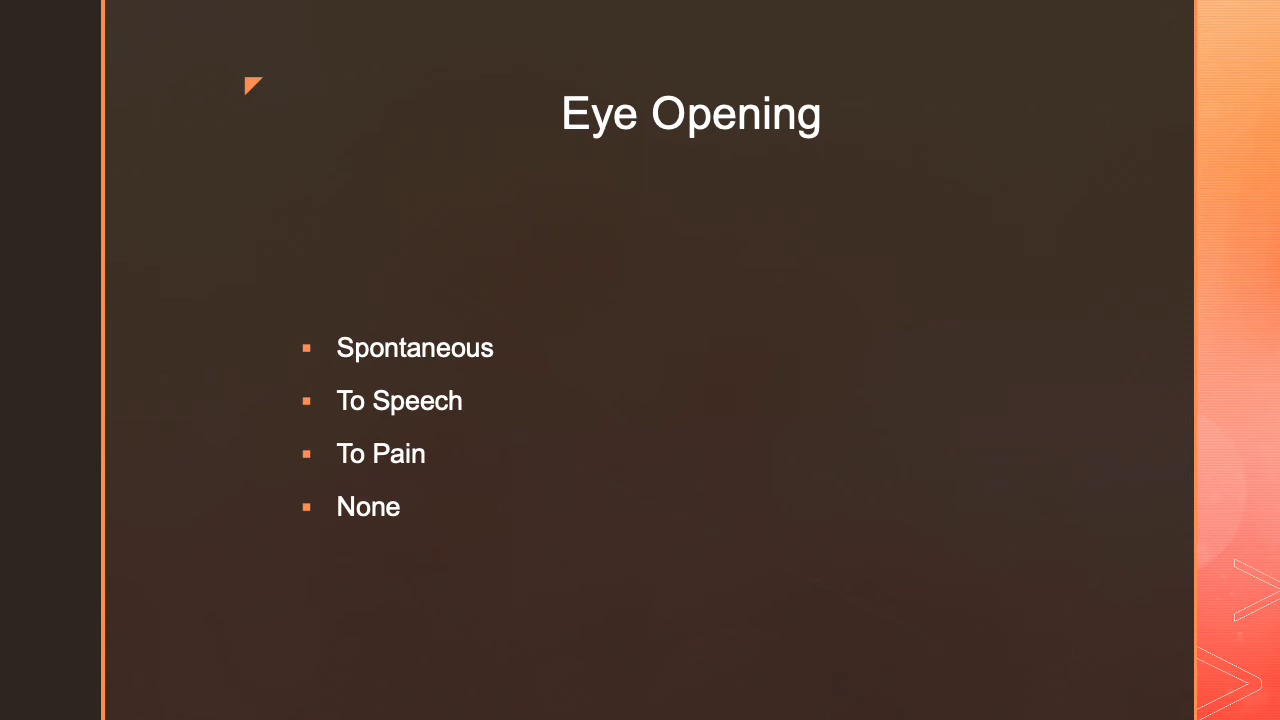 Eye Opening
Spontaneous
To Speech
To Pain
None